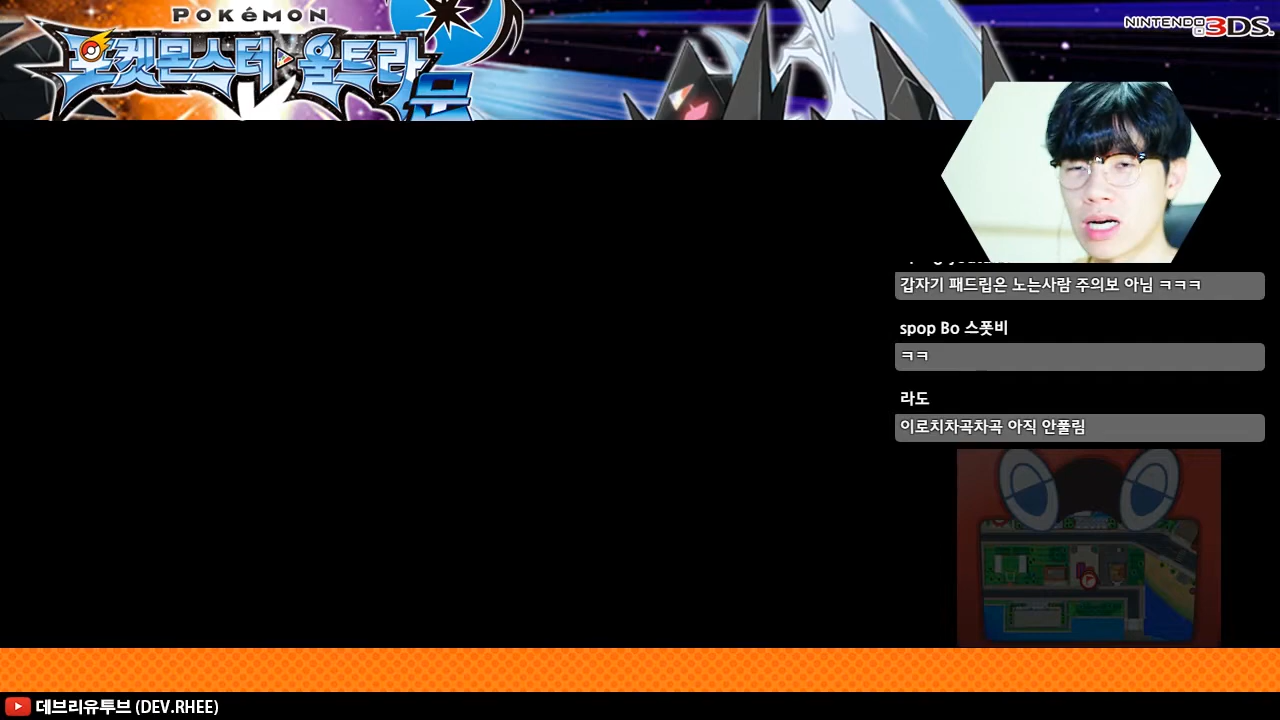 POKéMON
포켓몬스터 울트라
문
NINTENDO 3DS
갑자기 패드립은 노는사람 주의보 아님 ㅋㅋㅋ
spop Bo 스풋비
ㅋㅋ
라도
이로치차곡차곡 아직 안풀림
데브리유투브 (DEV.RHEE)